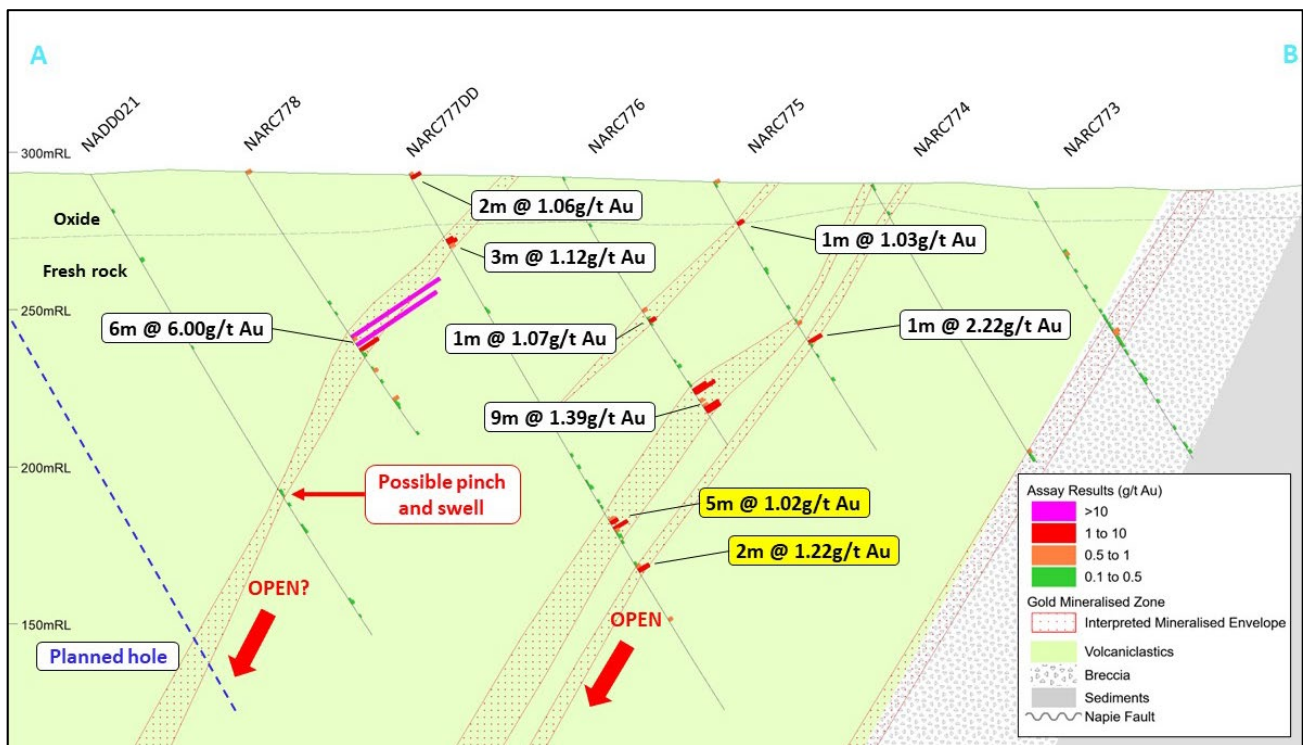 A
B
NADD021
NARC778
NARC777DD
NARC776
NARC775
NARC774
NARC773
300mRL
2m @ 1.06g/t Au
Oxide
1m @ 1.03g/t Au
3m @ 1.12g/t Au
Fresh rock
250mRL
6m @ 6.00g/t Au
1m @ 1.07g/t Au
1m @ 2.22g/t Au
9m @ 1.39g/t Au
200mRL
Possible pinch
and swell
5m @ 1.02g/t Au
2m @ 1.22g/t Au
OPEN?
OPEN
150mRL
Planned hole
Assay Results (g/t Au)
>10
1 to 10
0.5 to 1
0.1 to 0.5
Gold Mineralised Zone
Interpreted Mineralised Envelope
Volcaniclastics
Breccia
Sediments
Napie Fault